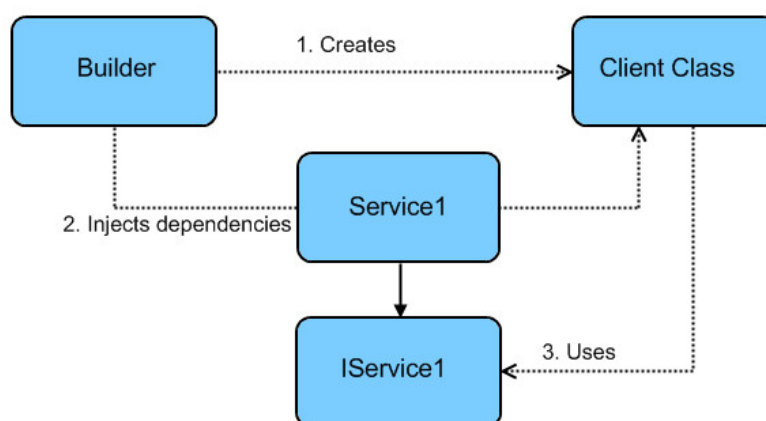 1. Creates
Builder
Client Class
Service1
2. Injects dependencies
3. Uses
IService1